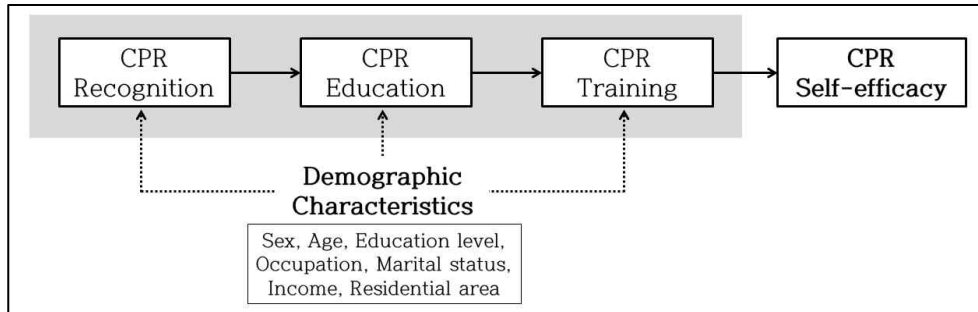 CPR
Recognition
CPR
Education
CPR
Training
CPR
Self-efficacy
Demographic
Characteristics
Sex, Age, Education level,
Occupation, Marital status,
Income, Residential area